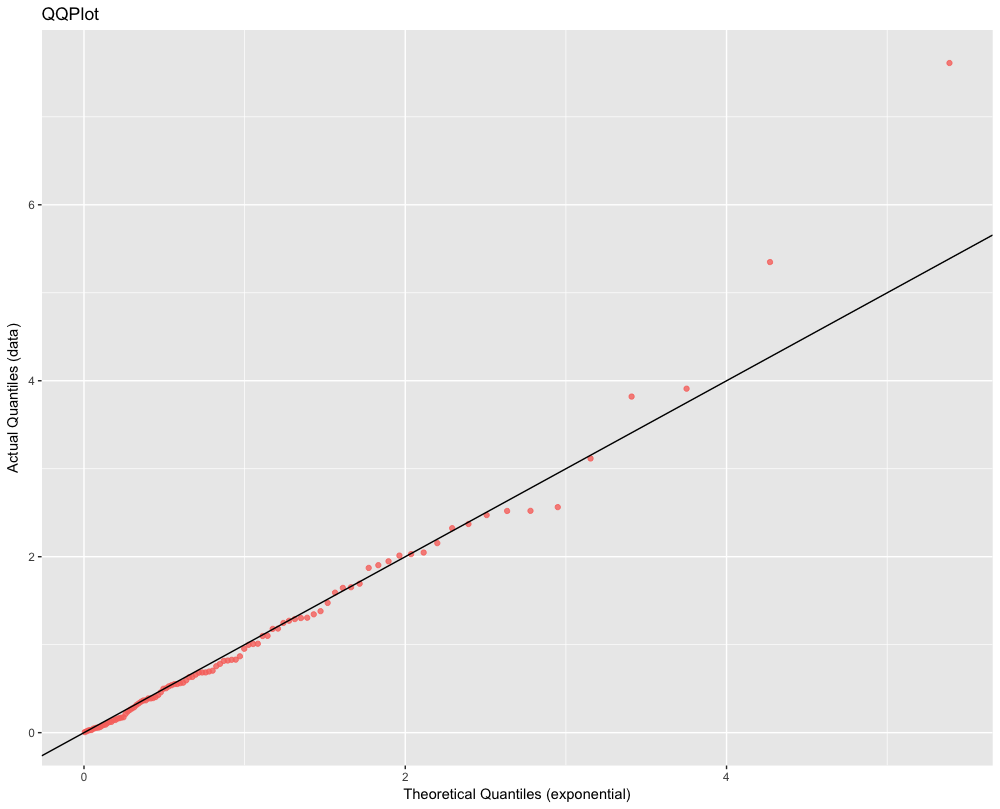 QQPlot
Actual Quantiles (data)
6
4
2
0
0 2 4
Theoretical Quantiles (exponential)